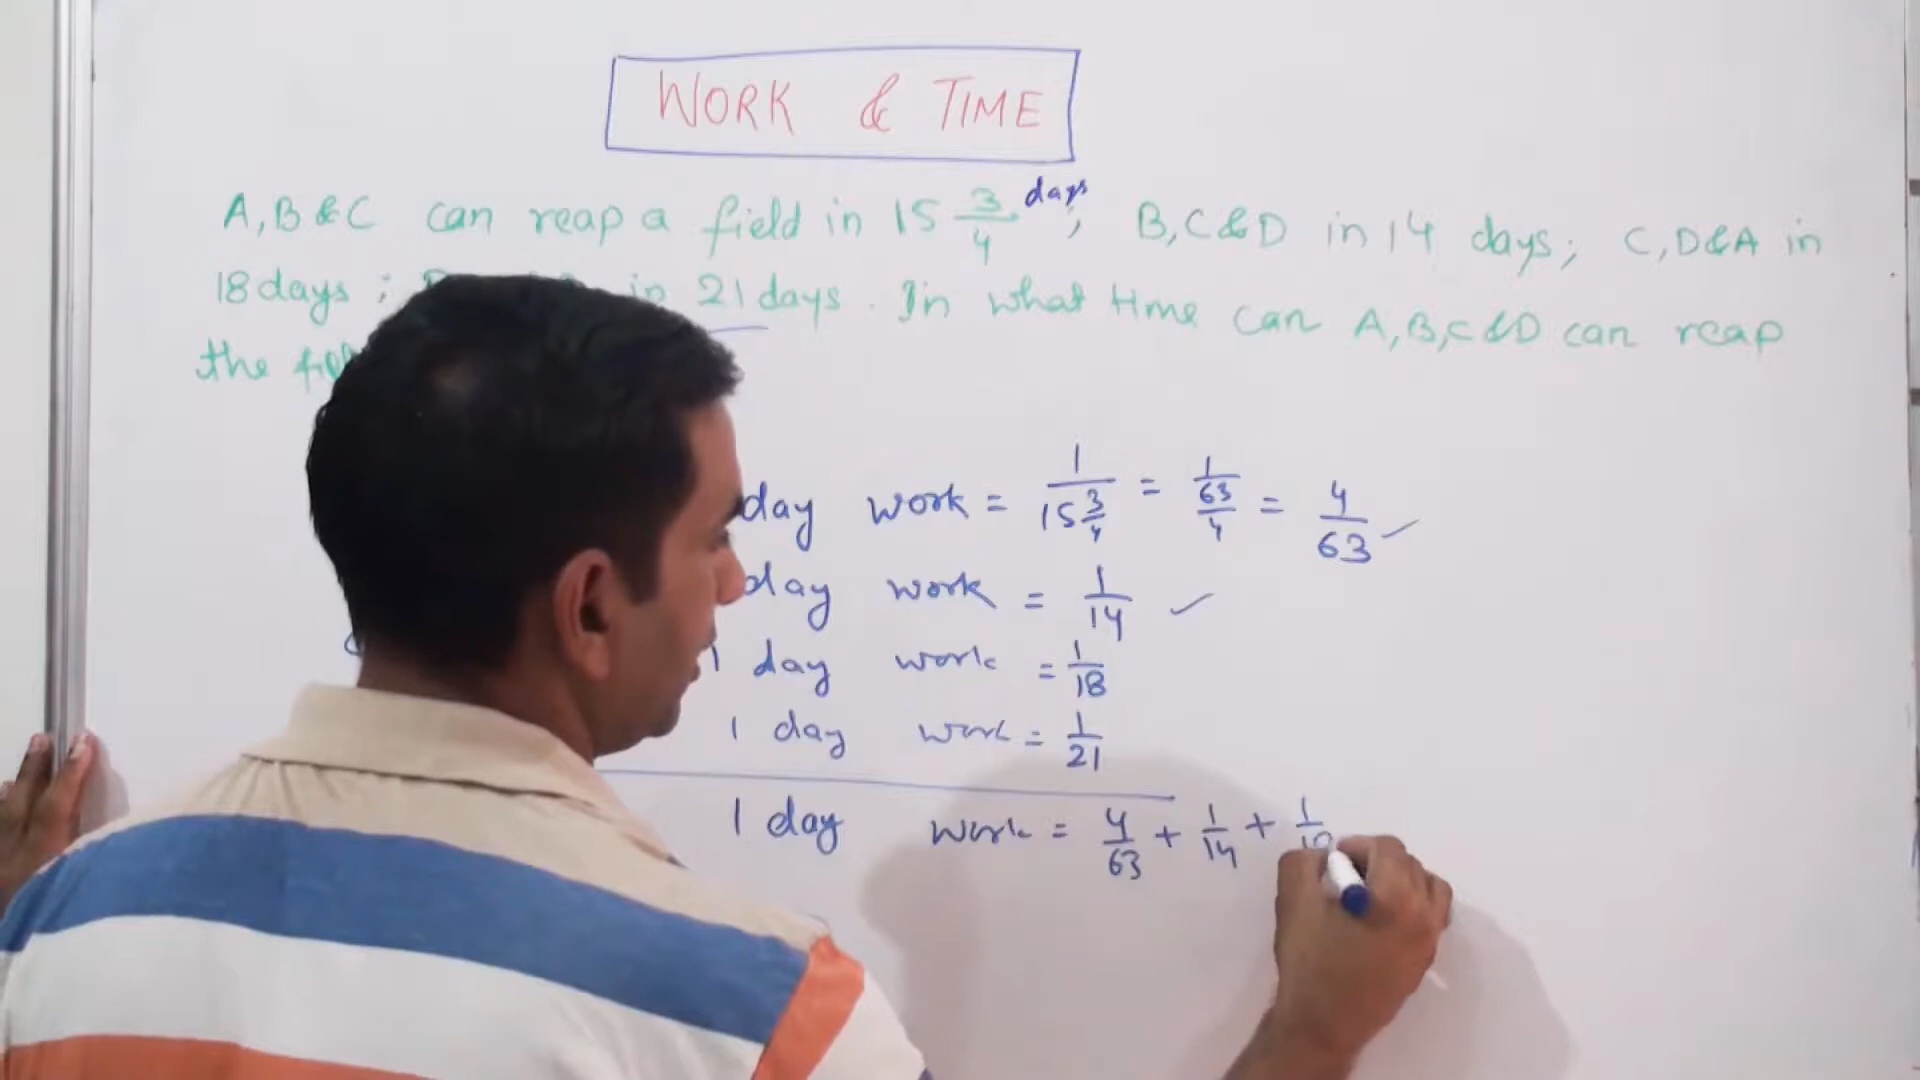 WORK & TIME
A, B & C can reap a field in 15 3/4 days; B, C & D in 14 days; C, D & A in
18 days; in 21 days. In what time can A, B, C & D can reap
the
day work = 1/(15 3/4) = 1/(63/4) = 4/63 ✓
day work = 1/14 ✓
1 day work = 1/18
1 day work = 1/21
1 day work = 4/63 + 1/14 + 1/